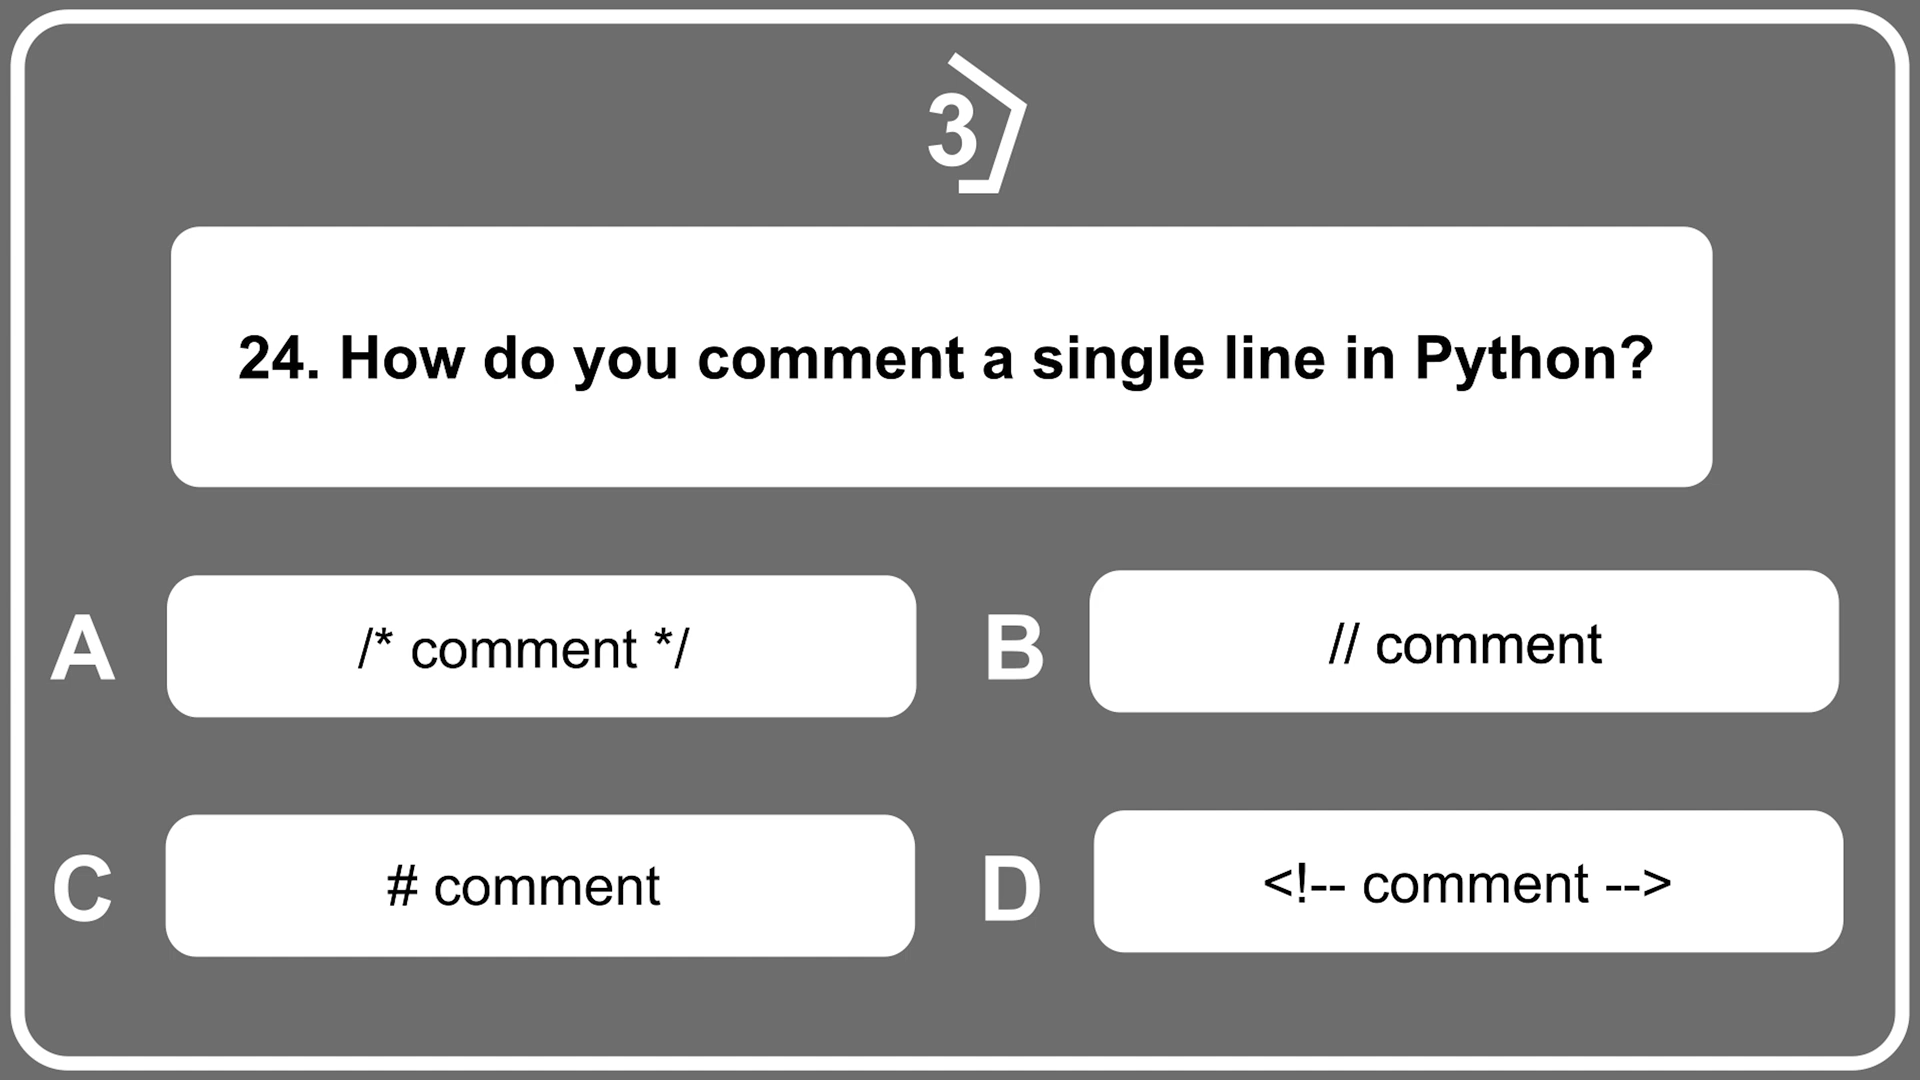 3
24. How do you comment a single line in Python?
A
/* comment */
B
// comment
C
# comment
D
<!-- comment -->